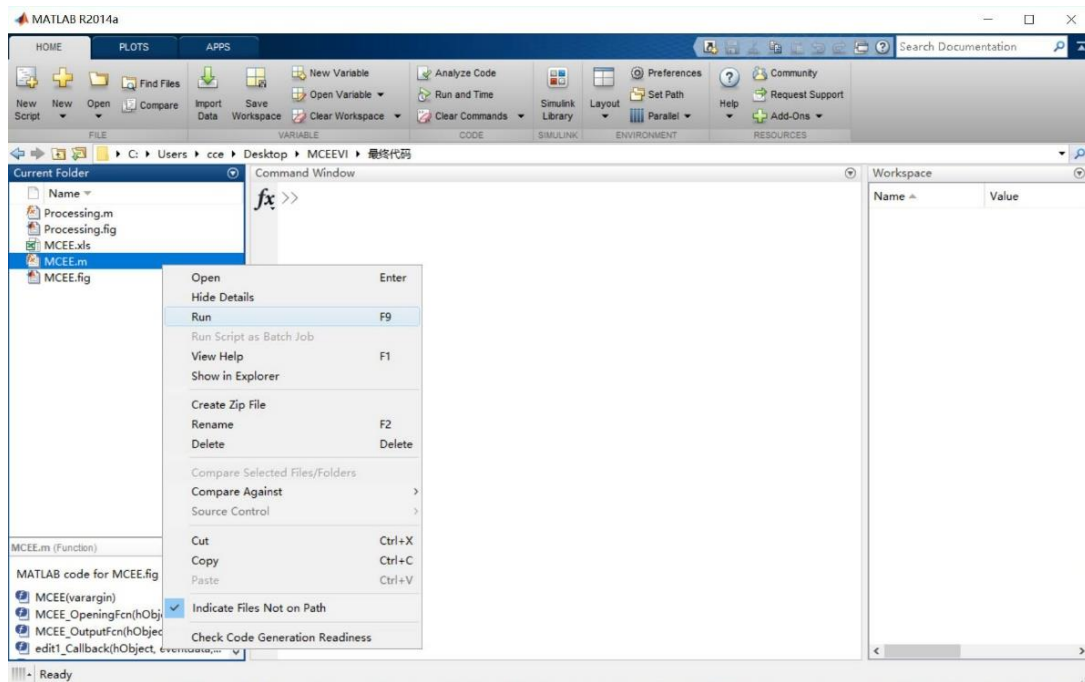 MATLAB R2014a
HOME PLOTS APPS
Search Documentation
New Script
New
Open
Find Files
Compare
FILE
Import Data
Save Workspace
New Variable
Open Variable
Clear Workspace
VARIABLE
Analyze Code
Run and Time
Clear Commands
CODE
Simulink Library
SIMULINK
Layout
Preferences
Set Path
Parallel
ENVIRONMENT
Help
Community
Request Support
Add-Ons
RESOURCES
C: Users cce Desktop MCEEVI 最终代码
Current Folder
Name
Processing.m
Processing.fig
MCEE.xls
MCEE.m
MCEE.fig
Command Window
fx >>
Workspace
Name Value
Open Enter
Hide Details
Run F9
Run Script as Batch Job
View Help F1
Show in Explorer
Create Zip File
Rename F2
Delete Delete
Compare Selected Files/Folders
Compare Against
Source Control
Cut Ctrl+X
Copy Ctrl+C
Paste Ctrl+V
Indicate Files Not on Path
Check Code Generation Readiness
MCEE.m (Function)
MATLAB code for MCEE.fig
MCEE(varargin)
MCEE_OpeningFcn(hObj
MCEE_OutputFcn(hObjec
edit1_Callback(hObject,
Ready